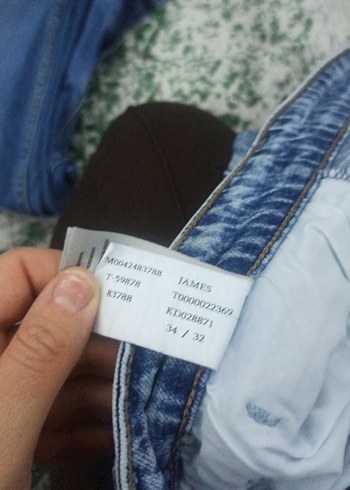 M0042483788
T-59878
83788
JAMES
T0000022369
KD028871
34 / 32